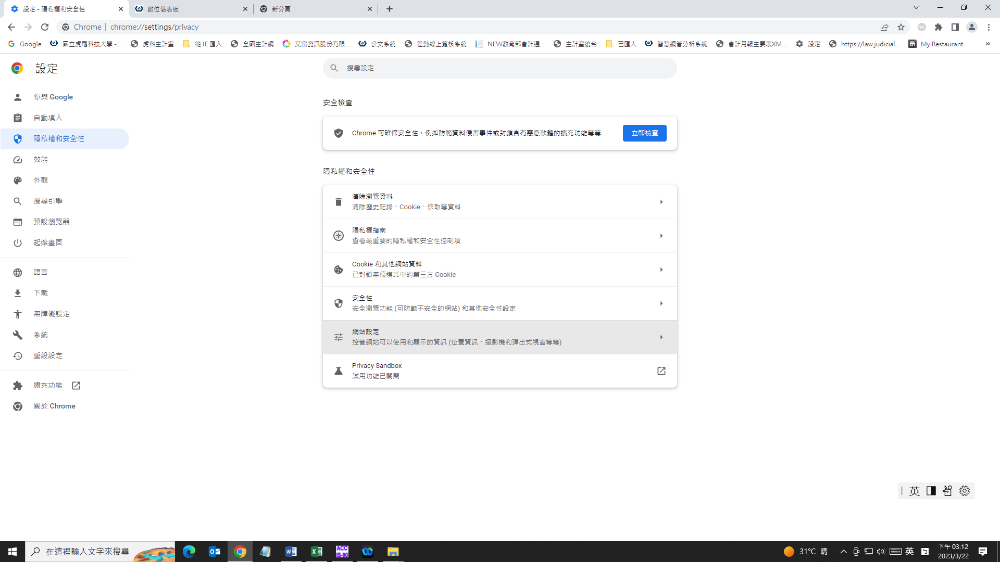 設定 - 隱私權和安全性
數位儀表板
新分頁
Chrome
chrome://settings/privacy
Google
國立虎尾科技大學 -...
虎科主計室
從 IE 匯入
全國主計網
艾富資訊股份有限...
公文系統
差勤線上簽核系統
NEW教育部會計通...
主計室後台
已匯入
智慧網管分析系統
會計月報主要表XM...
設定
https://law.judicial...
My Restaurant
»
設定
搜尋設定
你與 Google
自動填入
隱私權和安全性
效能
外觀
搜尋引擎
預設瀏覽器
起始畫面
語言
下載
無障礙設定
系統
重設設定
擴充功能
關於 Chrome
安全檢查
Chrome 可確保安全性，例如防範資料侵害事件或封鎖含有惡意軟體的擴充功能等等
立即檢查
隱私權和安全性
清除瀏覽資料
清除歷史記錄、Cookie、快取等資料
隱私權指南
查看最重要的隱私權和安全性控制項
Cookie 和其他網站資料
已封鎖無痕模式中的第三方 Cookie
安全性
安全瀏覽功能 (可防範不安全的網站) 和其他安全性設定
網站設定
控管網站可以使用和顯示的資訊 (位置資訊、攝影機和彈出式視窗等等)
Privacy Sandbox
試用功能已關閉
英
在這裡輸入文字來搜尋
ACC
IS-90
31°C 晴
英
ㄅ
下午 03:12
2023/3/22